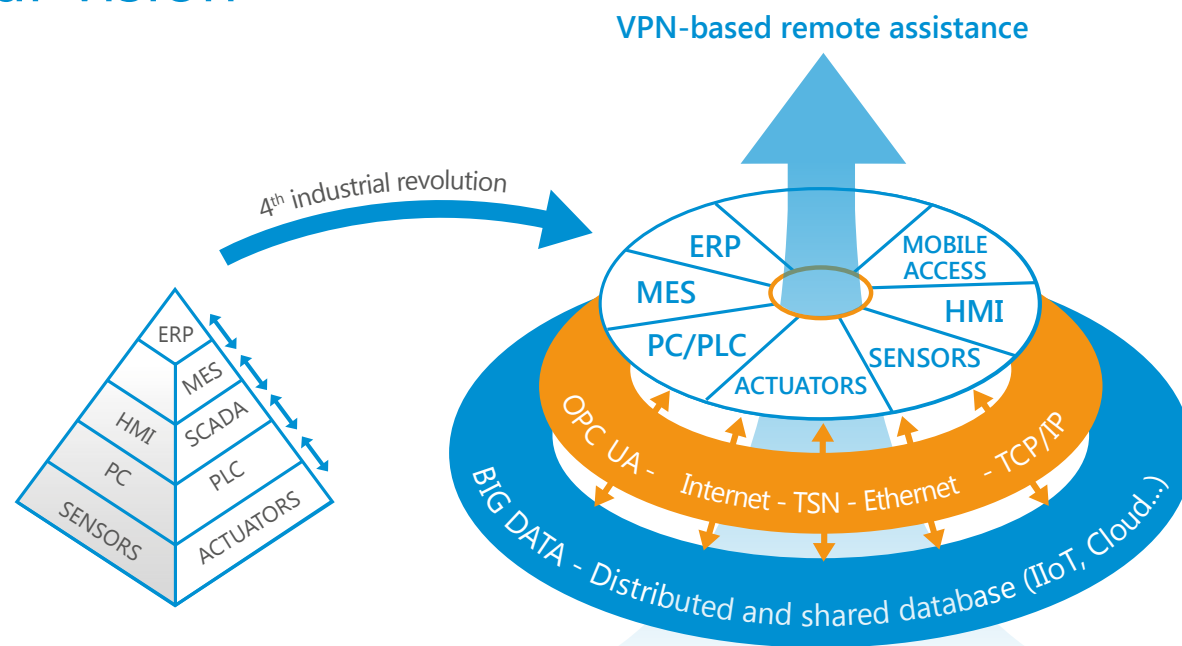 VPN-based remote assistance
4th industrial revolution
ERP
MOBILE
ACCESS
MES
HMI
PC/PLC
SENSORS
ACTUATORS
ERP
MES
HMI
SCADA
PC
PLC
SENSORS
ACTUATORS
OPC UA - Internet - TSN - Ethernet - TCP/IP
BIG DATA - Distributed and shared database (IIoT, Cloud...)